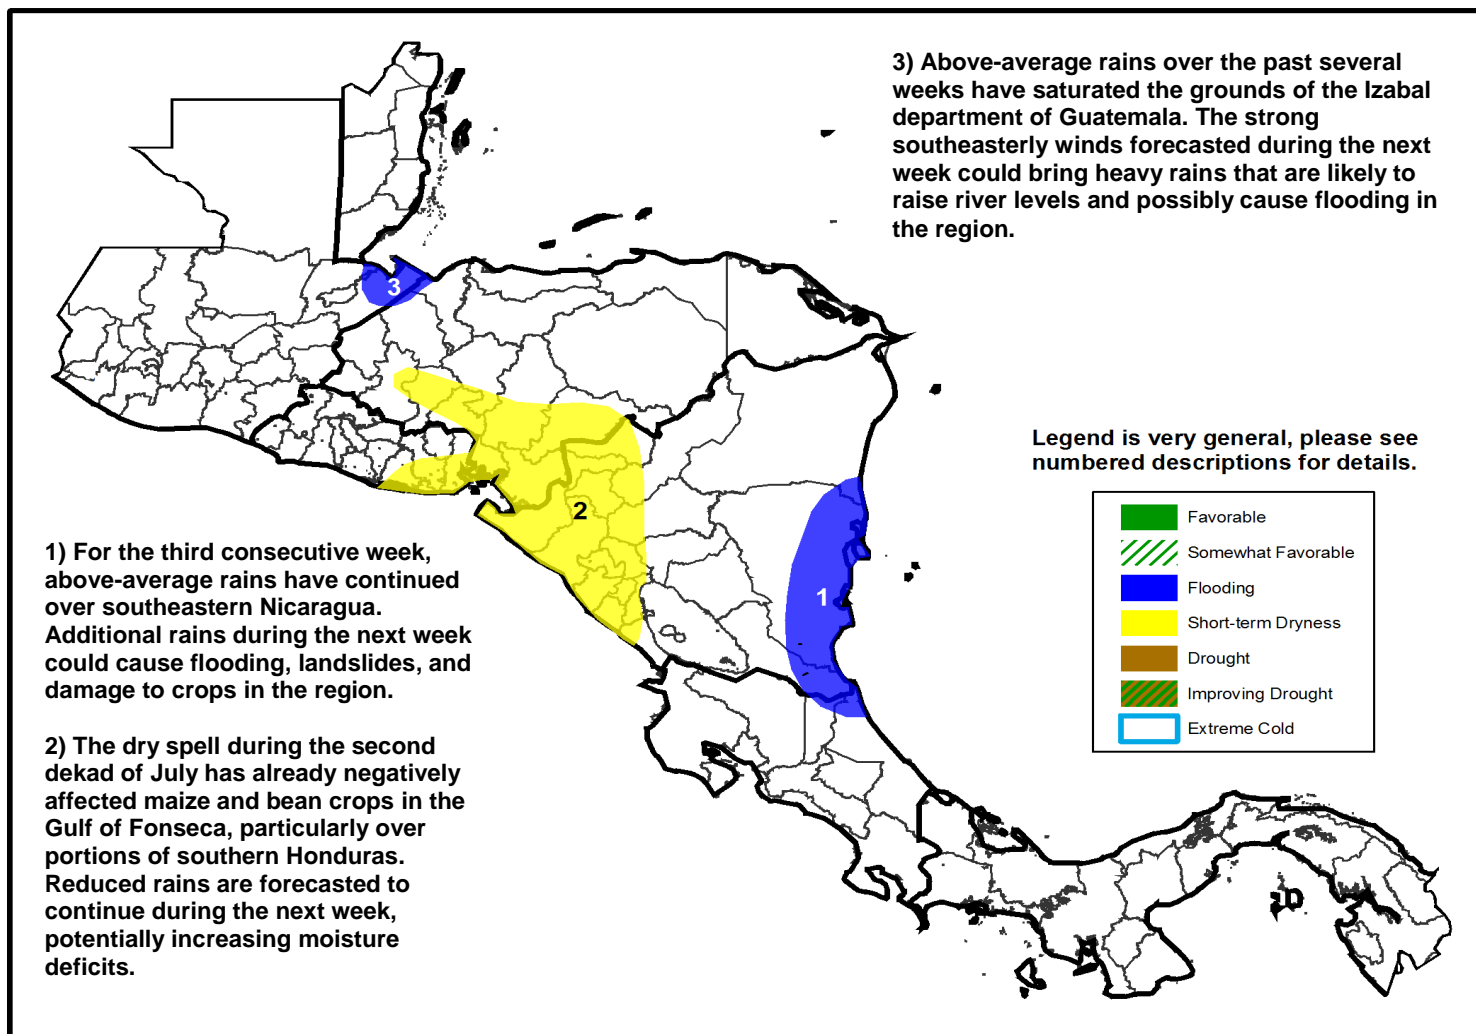 3) Above-average rains over the past several
weeks have saturated the grounds of the Izabal
department of Guatemala. The strong
southeasterly winds forecasted during the next
week could bring heavy rains that are likely to
raise river levels and possibly cause flooding in
the region.
3
2
1
Legend is very general, please see
numbered descriptions for details.
Favorable
Somewhat Favorable
Flooding
Short-term Dryness
Drought
Improving Drought
Extreme Cold
1) For the third consecutive week,
above-average rains have continued
over southeastern Nicaragua.
Additional rains during the next week
could cause flooding, landslides, and
damage to crops in the region.
2) The dry spell during the second
dekad of July has already negatively
affected maize and bean crops in the
Gulf of Fonseca, particularly over
portions of southern Honduras.
Reduced rains are forecasted to
continue during the next week,
potentially increasing moisture
deficits.